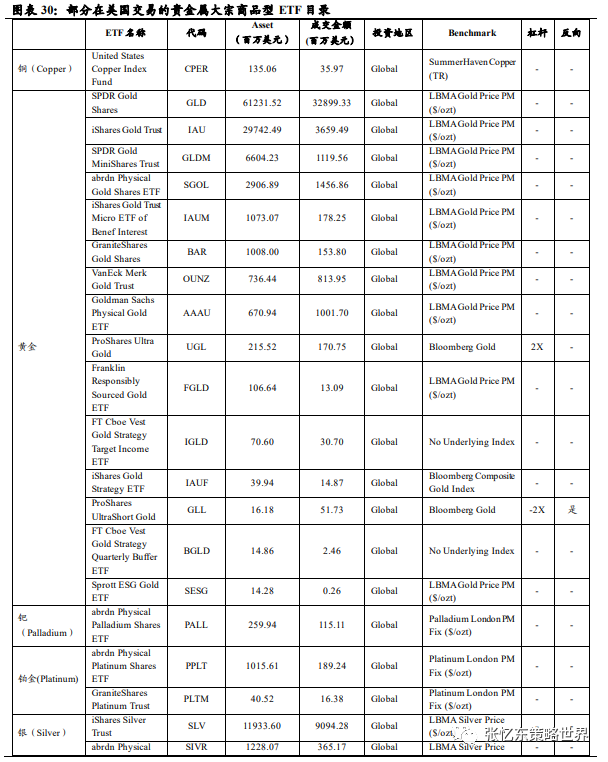 图表 30：部分在美国交易的贵金属大宗商品型 ETF 目录
ETF 名称 代码 Asset（百万美元） 成交金额（百万美元） 投资地区 Benchmark 杠杆 反向
铜（Copper） United States Copper Index Fund CPER 135.06 35.97 Global SummerHaven Copper (TR) - -
黄金
SPDR Gold Shares GLD 61231.52 32899.33 Global LBMA Gold Price PM ($/ozt) - -
iShares Gold Trust IAU 29742.49 3659.49 Global LBMA Gold Price PM ($/ozt) - -
SPDR Gold MiniShares Trust GLDM 6604.23 1119.56 Global LBMA Gold Price PM ($/ozt) - -
abrdn Physical Gold Shares ETF SGOL 2906.89 1456.86 Global LBMA Gold Price PM ($/ozt) - -
iShares Gold Trust Micro ETF of Benef Interest IAUM 1073.07 178.25 Global LBMA Gold Price PM ($/ozt) - -
GraniteShares Gold Shares BAR 1008.00 153.80 Global LBMA Gold Price PM ($/ozt) - -
VanEck Merk Gold Trust OUNZ 736.44 813.95 Global LBMA Gold Price PM ($/ozt) - -
Goldman Sachs Physical Gold ETF AAAU 670.94 1001.70 Global LBMA Gold Price PM ($/ozt) - -
ProShares Ultra Gold UGL 215.52 170.75 Global Bloomberg Gold 2X -
Franklin Responsibly Sourced Gold ETF FGLD 106.64 13.09 Global LBMA Gold Price PM ($/ozt) - -
FT Cboe Vest Gold Strategy Target Income ETF IGLD 70.60 30.70 Global No Underlying Index - -
iShares Gold Strategy ETF IAUF 39.94 14.87 Global Bloomberg Composite Gold Index - -
ProShares UltraShort Gold GLL 16.18 51.73 Global Bloomberg Gold -2X 是
FT Cboe Vest Gold Strategy Quarterly Buffer ETF BGLD 14.86 2.46 Global No Underlying Index - -
Sprott ESG Gold ETF SESG 14.28 0.26 Global LBMA Gold Price PM ($/ozt) - -
钯（Palladium） abrdn Physical Palladium Shares ETF PALL 259.94 115.11 Global Palladium London PM Fix ($/ozt) - -
铂金(Platinum) abrdn Physical Platinum Shares ETF PPLT 1015.61 189.24 Global Platinum London PM Fix ($/ozt) - -
GraniteShares Platinum Trust PLTM 40.52 16.38 Global Platinum London PM Fix ($/ozt) - -
银（Silver） iShares Silver Trust SLV 11933.60 9094.28 Global LBMA Silver Price ($/ozt) - -
abrdn Physical SIVR 1228.07 365.17 Global LBMA Silver Price - -
张忆东策略世界